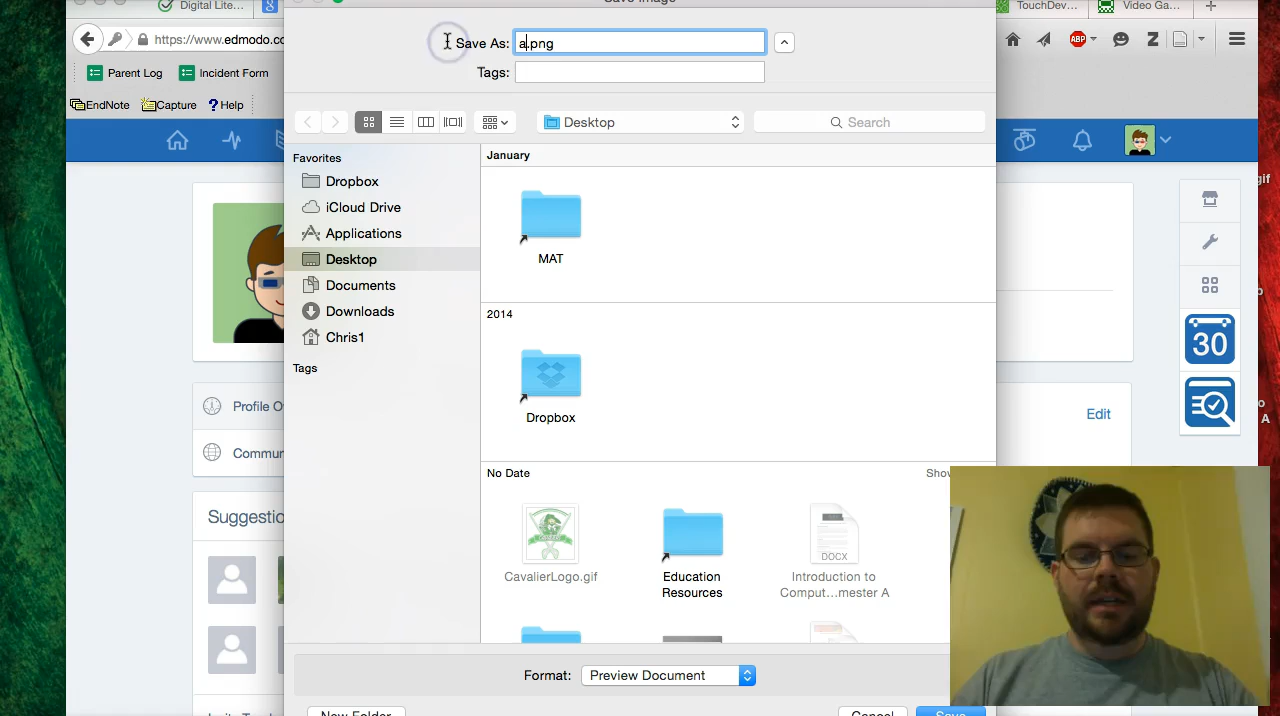 Digital Lite...
TouchDev...
Video Ga...
https://www.edmodo.c
ABP
Parent Log
Incident Form
EndNote
Capture
? Help
Save As: a.png
Tags:
Desktop
Search
Favorites
Dropbox
iCloud Drive
Applications
Desktop
Documents
Downloads
Chris1
Tags
January
MAT
2014
Dropbox
No Date
Show
CavalierLogo.gif
Education
Resources
DOCX
Introduction to
Comput...mester A
Format: Preview Document
New Folder
Cancel
Save
Profile O
Commun
Suggestio
Edit
30
gif
o
o
A